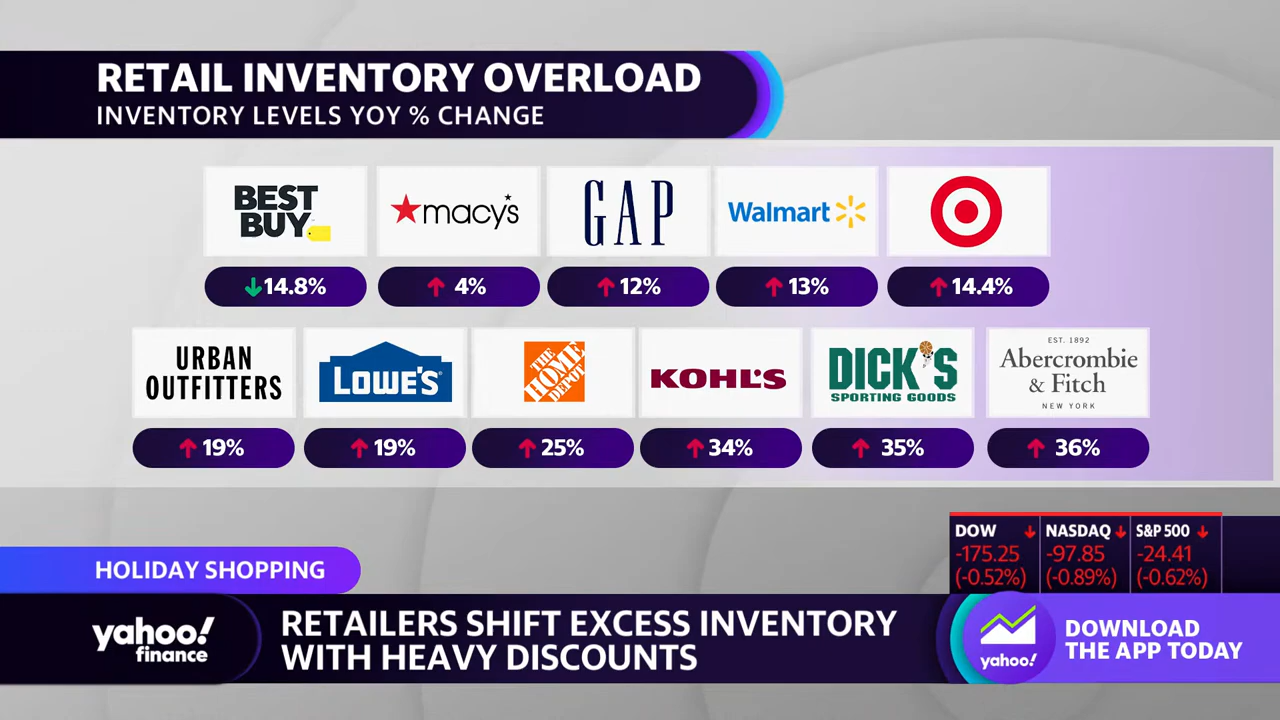 RETAIL INVENTORY OVERLOAD
INVENTORY LEVELS YOY % CHANGE
BEST
BUY
macy's
GAP
Walmart
↓14.8%
↑ 4%
↑ 12%
↑ 13%
↑ 14.4%
URBAN
OUTFITTERS
LOWE'S
THE
HOME
DEPOT
KOHL'S
DICK'S
SPORTING GOODS
EST. 1892
Abercrombie
& Fitch
NEW YORK
↑ 19%
↑ 19%
↑ 25%
↑ 34%
↑ 35%
↑ 36%
DOW ↓
-175.25
(-0.52%)
NASDAQ ↓
-97.85
(-0.89%)
S&P 500 ↓
-24.41
(-0.62%)
HOLIDAY SHOPPING
yahoo!
finance
RETAILERS SHIFT EXCESS INVENTORY
WITH HEAVY DISCOUNTS
yahoo!
DOWNLOAD
THE APP TODAY